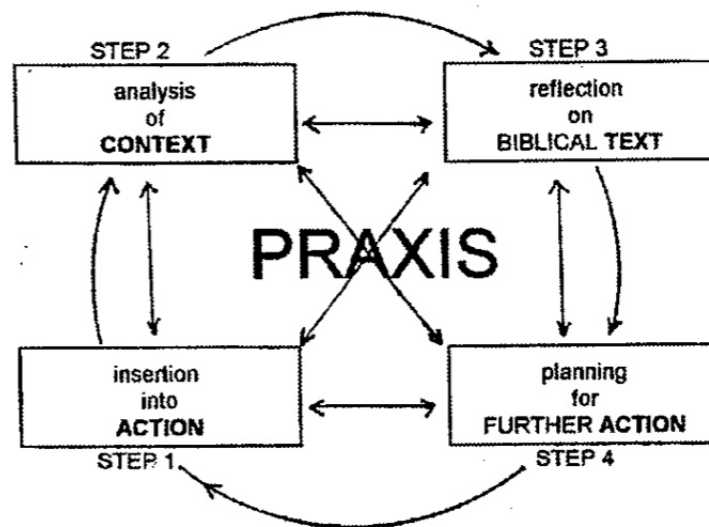 STEP 2
analysis
of
CONTEXT
STEP 3
reflection
on
BIBLICAL TEXT
PRAXIS
insertion
into
ACTION
STEP 1
planning
for
FURTHER ACTION
STEP 4